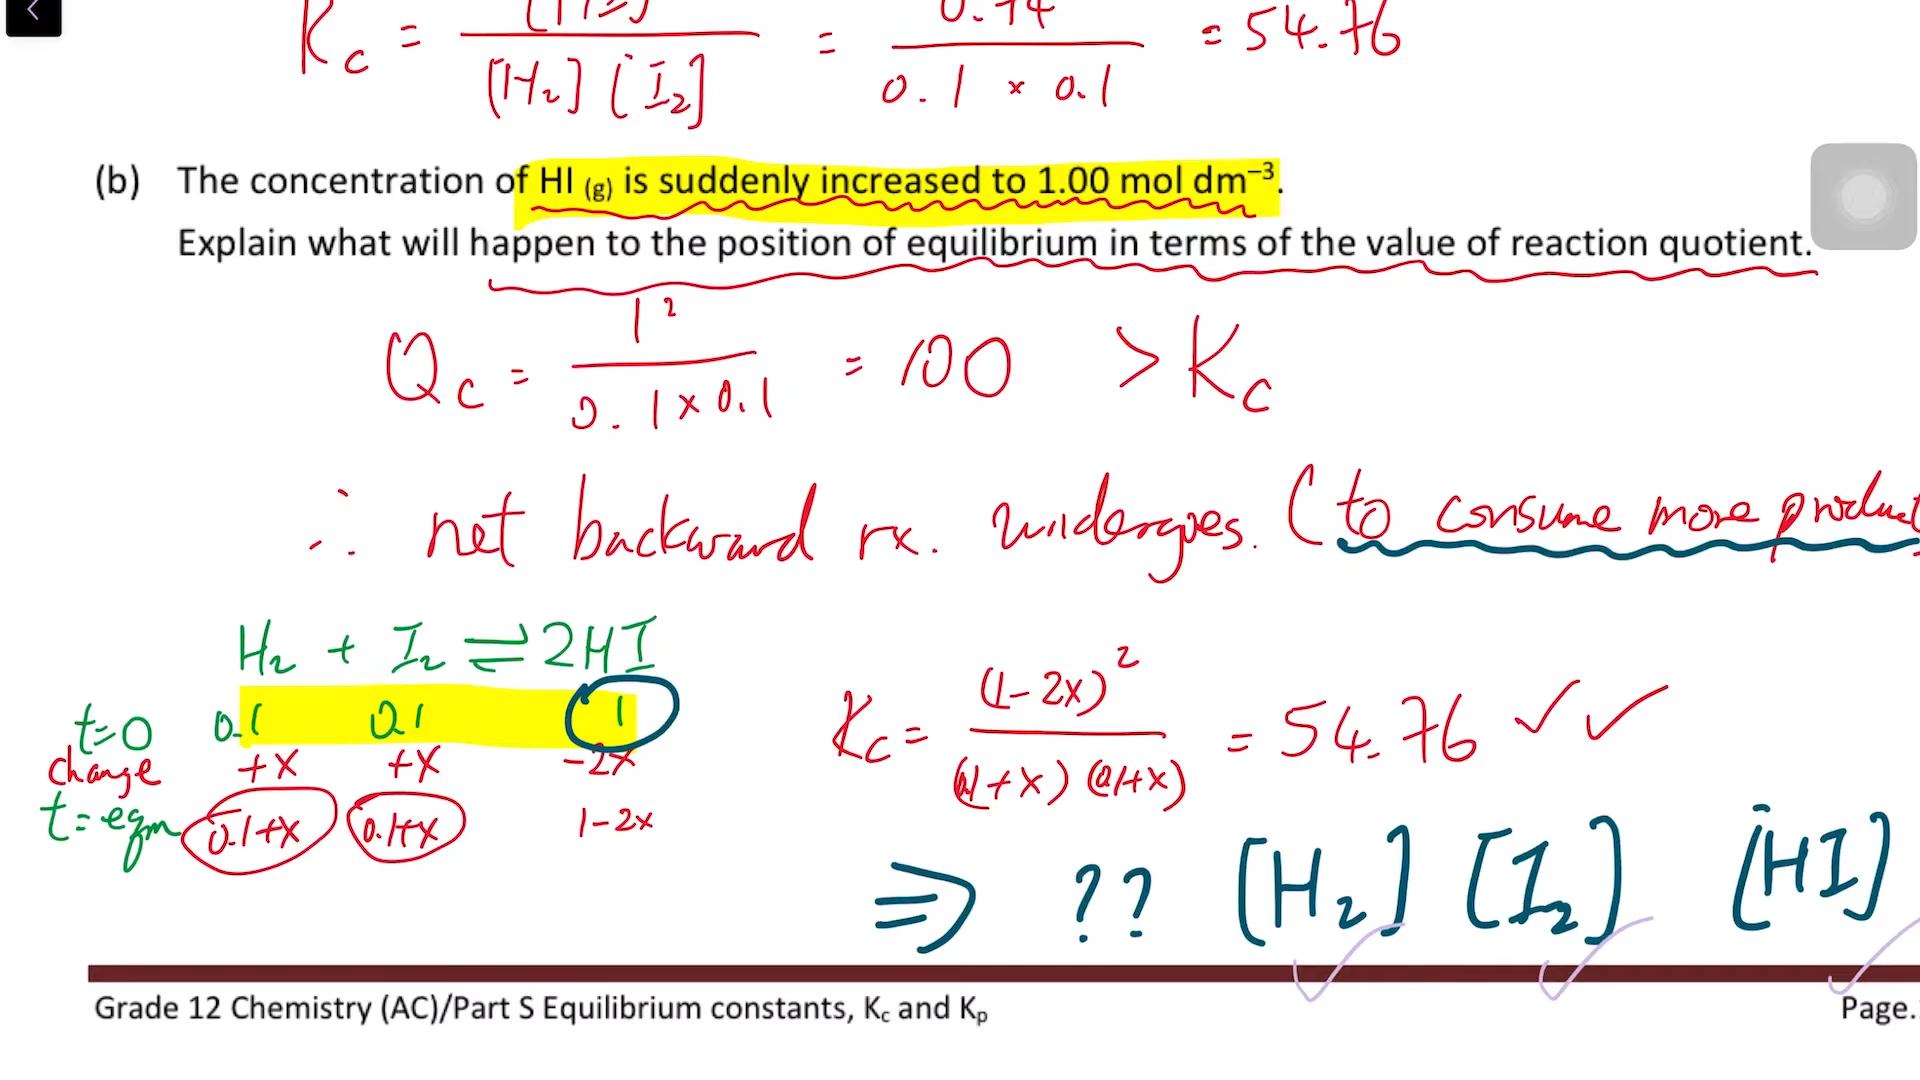 Kc = / [H2] [I2] = / 0.1 × 0.1 = 54.76
(b) The concentration of HI (g) is suddenly increased to 1.00 mol dm⁻³.
Explain what will happen to the position of equilibrium in terms of the value of reaction quotient.
Qc = 1² / 0.1 × 0.1 = 100 > Kc
∴ net backward rx. undergoes. ( to consume more product
H2 + I2 ⇌ 2HI
t=0 0.1 0.1 1
change +x +x -2x
t=eqm 0.1+x 0.1+x 1-2x
Kc = (1-2x)² / (0.1+x) (0.1+x) = 54.76 ✓✓
⇒ ?? [H2] [I2] [HI]
Grade 12 Chemistry (AC)/Part S Equilibrium constants, Kc and Kp
Page.